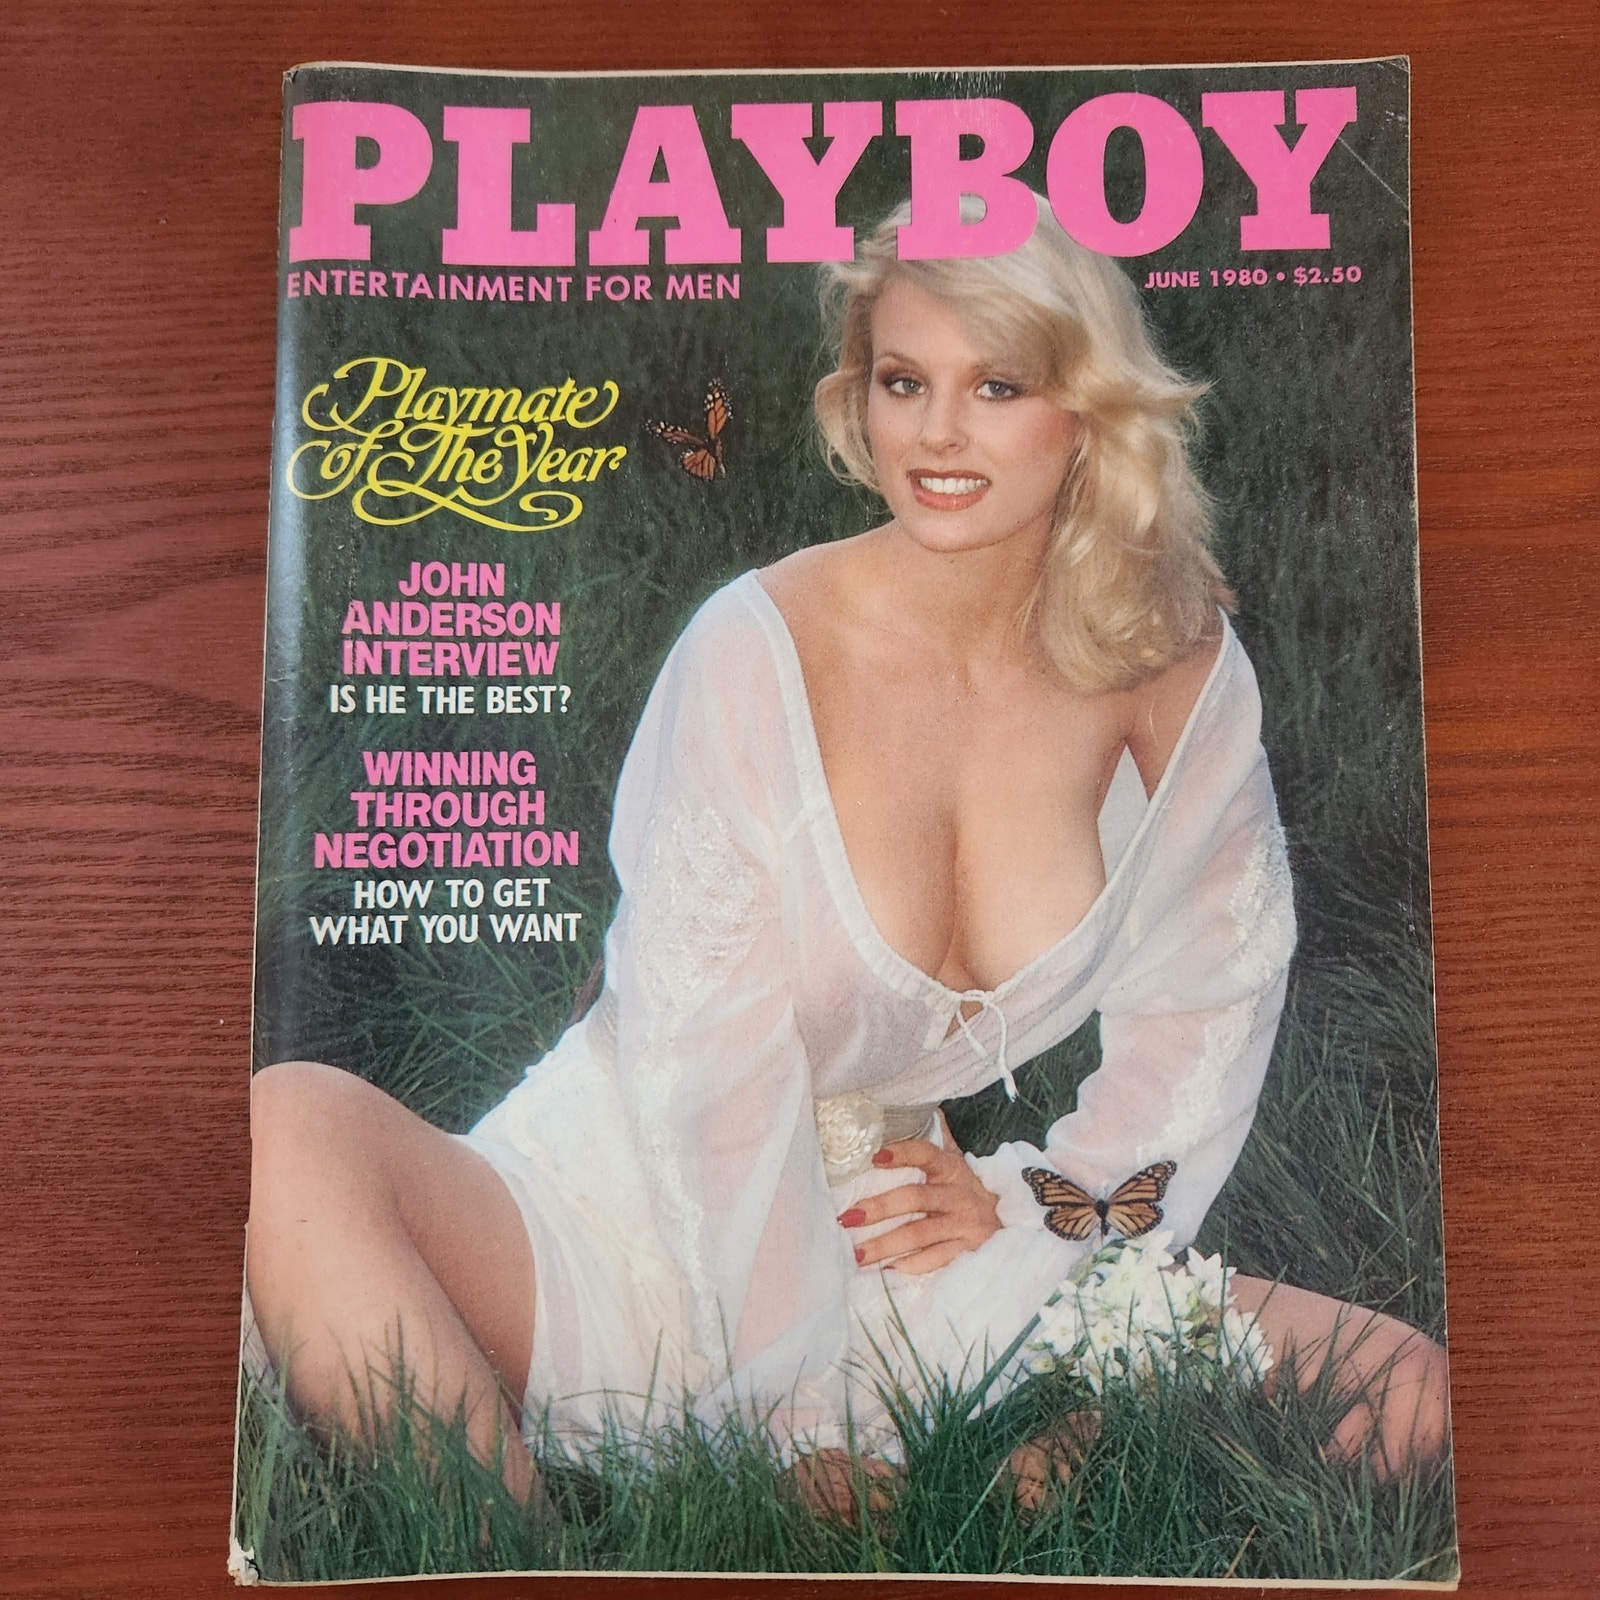 PLAYBOY
ENTERTAINMENT FOR MEN
JUNE 1980 • $2.50
Playmate
of The Year
JOHN
ANDERSON
INTERVIEW
IS HE THE BEST?
WINNING
THROUGH
NEGOTIATION
HOW TO GET
WHAT YOU WANT